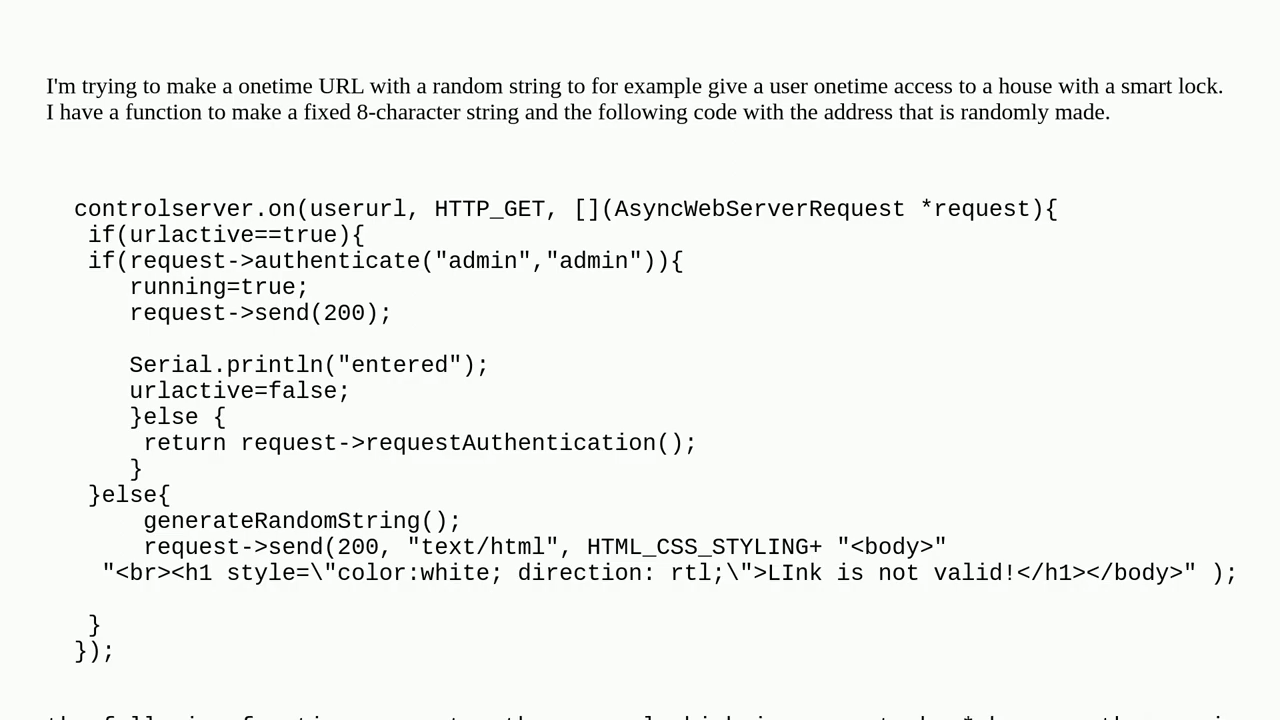 I'm trying to make a onetime URL with a random string to for example give a user onetime access to a house with a smart lock.
I have a function to make a fixed 8-character string and the following code with the address that is randomly made.
controlserver.on(userurl, HTTP_GET, [](AsyncWebServerRequest *request){
if(urlactive==true){
if(request->authenticate("admin","admin")){
running=true;
request->send(200);
Serial.println("entered");
urlactive=false;
}else {
return request->requestAuthentication();
}
}else{
generateRandomString();
request->send(200, "text/html", HTML_CSS_STYLING+ "<body>"
"<br><h1 style=\"color:white; direction: rtl;\">LInk is not valid!</h1></body>" );
}
});